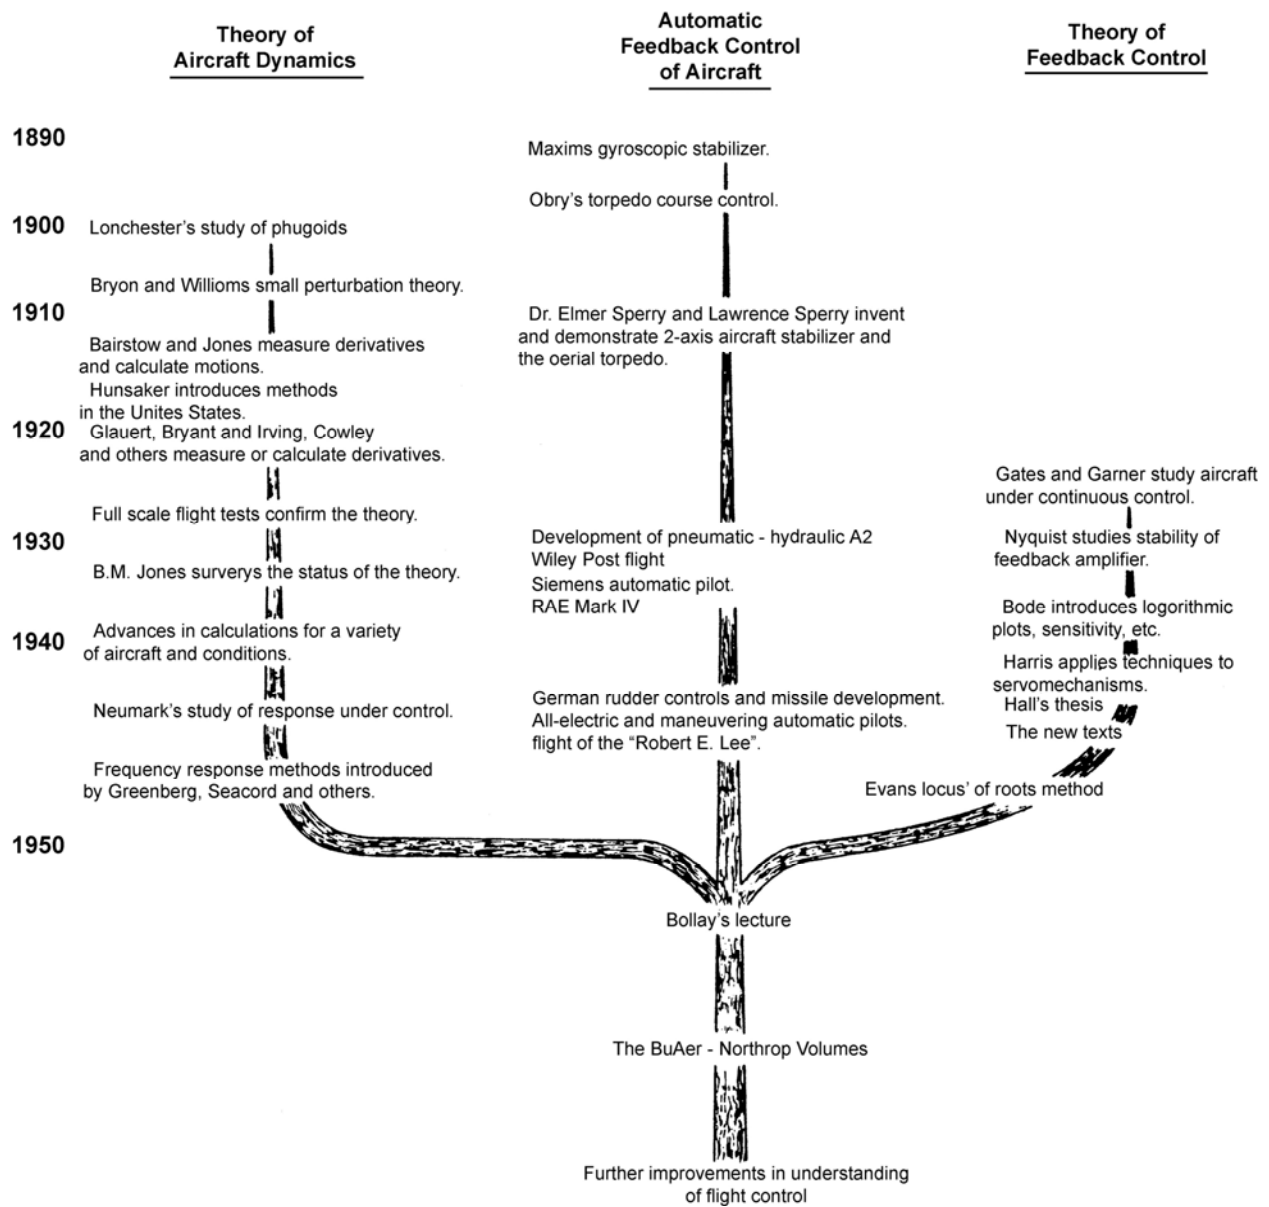 Theory of
Aircraft Dynamics
Automatic
Feedback Control
of Aircraft
Theory of
Feedback Control
1890
1900
1910
1920
1930
1940
1950
Lonchester's study of phugoids
Bryon and Willioms small perturbation theory.
Bairstow and Jones measure derivatives
and calculate motions.
Hunsaker introduces methods
in the Unites States.
Glauert, Bryant and Irving, Cowley
and others measure or calculate derivatives.
Full scale flight tests confirm the theory.
B.M. Jones surverys the status of the theory.
Advances in calculations for a variety
of aircraft and conditions.
Neumark's study of response under control.
Frequency response methods introduced
by Greenberg, Seacord and others.
Maxims gyroscopic stabilizer.
Obry's torpedo course control.
Dr. Elmer Sperry and Lawrence Sperry invent
and demonstrate 2-axis aircraft stabilizer and
the oerial torpedo.
Development of pneumatic - hydraulic A2
Wiley Post flight
Siemens automatic pilot.
RAE Mark IV
German rudder controls and missile development.
All-electric and maneuvering automatic pilots.
flight of the "Robert E. Lee".
Gates and Garner study aircraft
under continuous control.
Nyquist studies stability of
feedback amplifier.
Bode introduces logorithmic
plots, sensitivity, etc.
Harris applies techniques to
servomechanisms.
Hall's thesis
The new texts
Evans locus' of roots method
Bollay's lecture
The BuAer - Northrop Volumes
Further improvements in understanding
of flight control